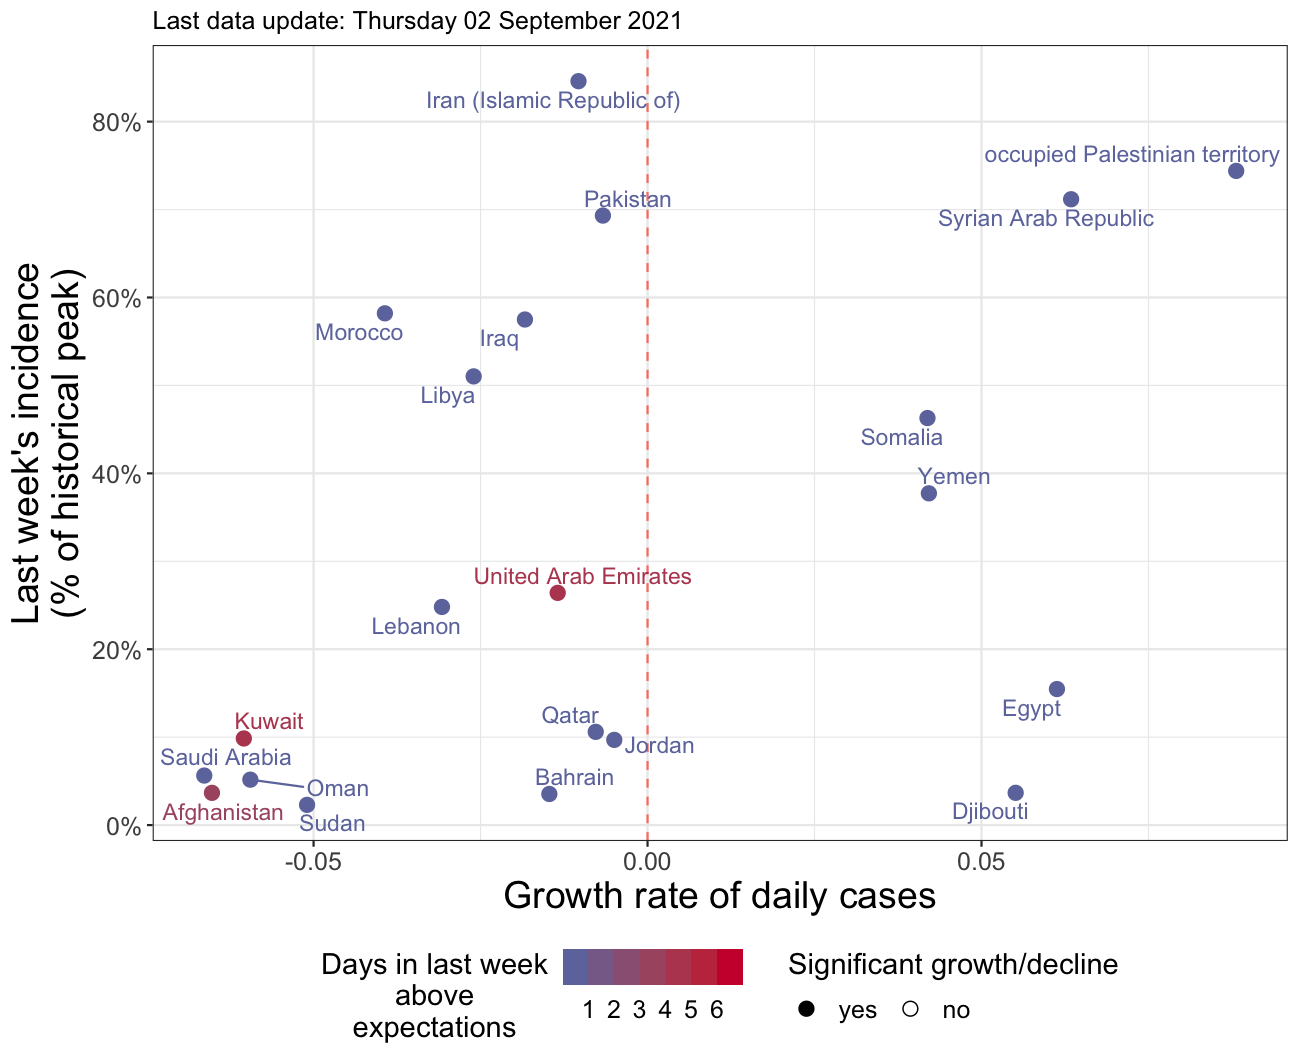 Last data update: Thursday 02 September 2021
Last week's incidence
(% of historical peak)
80%
60%
40%
20%
0%
Iran (Islamic Republic of)
occupied Palestinian territory
Pakistan
Syrian Arab Republic
Morocco
Iraq
Libya
Somalia
Yemen
United Arab Emirates
Lebanon
Egypt
Qatar
Kuwait
Jordan
Saudi Arabia
Bahrain
Oman
Afghanistan
Djibouti
Sudan
-0.05
0.00
0.05
Growth rate of daily cases
Days in last week
above
expectations
1 2 3 4 5 6
Significant growth/decline
yes
no